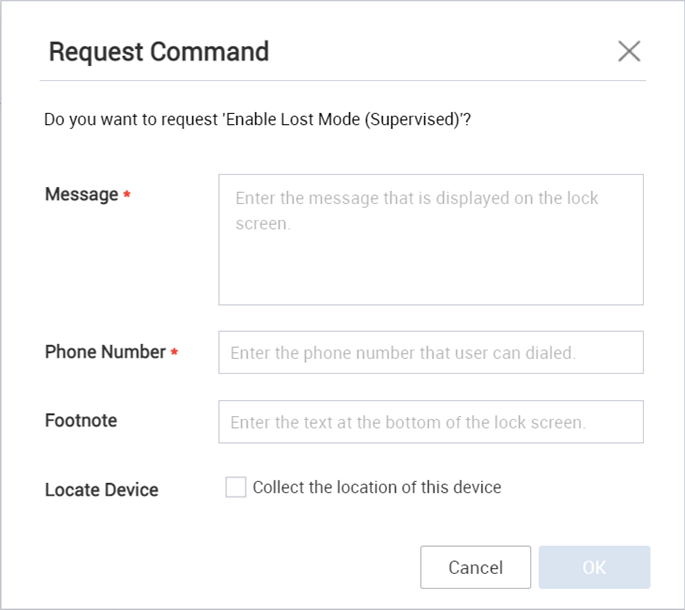 Request Command
Do you want to request 'Enable Lost Mode (Supervised)'?
Message *
Enter the message that is displayed on the lock
screen.
Phone Number *
Enter the phone number that user can dialed.
Footnote
Enter the text at the bottom of the lock screen.
Locate Device
Collect the location of this device
Cancel
OK